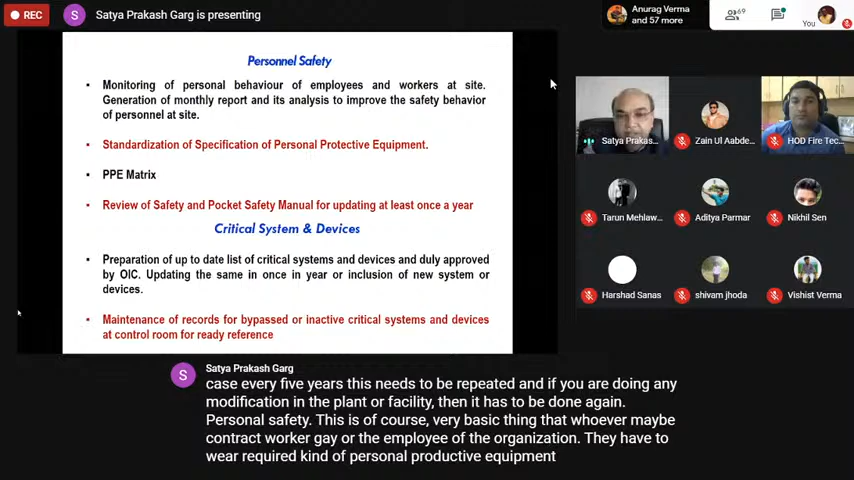 REC
S
Satya Prakash Garg is presenting
Anurag Verma
and 57 more
69
You
Personnel Safety
Monitoring of personal behaviour of employees and workers at site.
Generation of monthly report and its analysis to improve the safety behavior
of personnel at site.
Standardization of Specification of Personal Protective Equipment.
PPE Matrix
Review of Safety and Pocket Safety Manual for updating at least once a year
Critical System & Devices
Preparation of up to date list of critical systems and devices and duly approved
by OIC. Updating the same in once in year or inclusion of new system or
devices.
Maintenance of records for bypassed or inactive critical systems and devices
at control room for ready reference
Satya Prakas...
Zain Ul Aabde...
HOD Fire Tec...
Tarun Mehlaw...
Aditya Parmar
Nikhil Sen
Harshad Sanas
shivam jhoda
Vishist Verma
S
Satya Prakash Garg
case every five years this needs to be repeated and if you are doing any
modification in the plant or facility, then it has to be done again.
Personal safety. This is of course, very basic thing that whoever maybe
contract worker gay or the employee of the organization. They have to
wear required kind of personal productive equipment